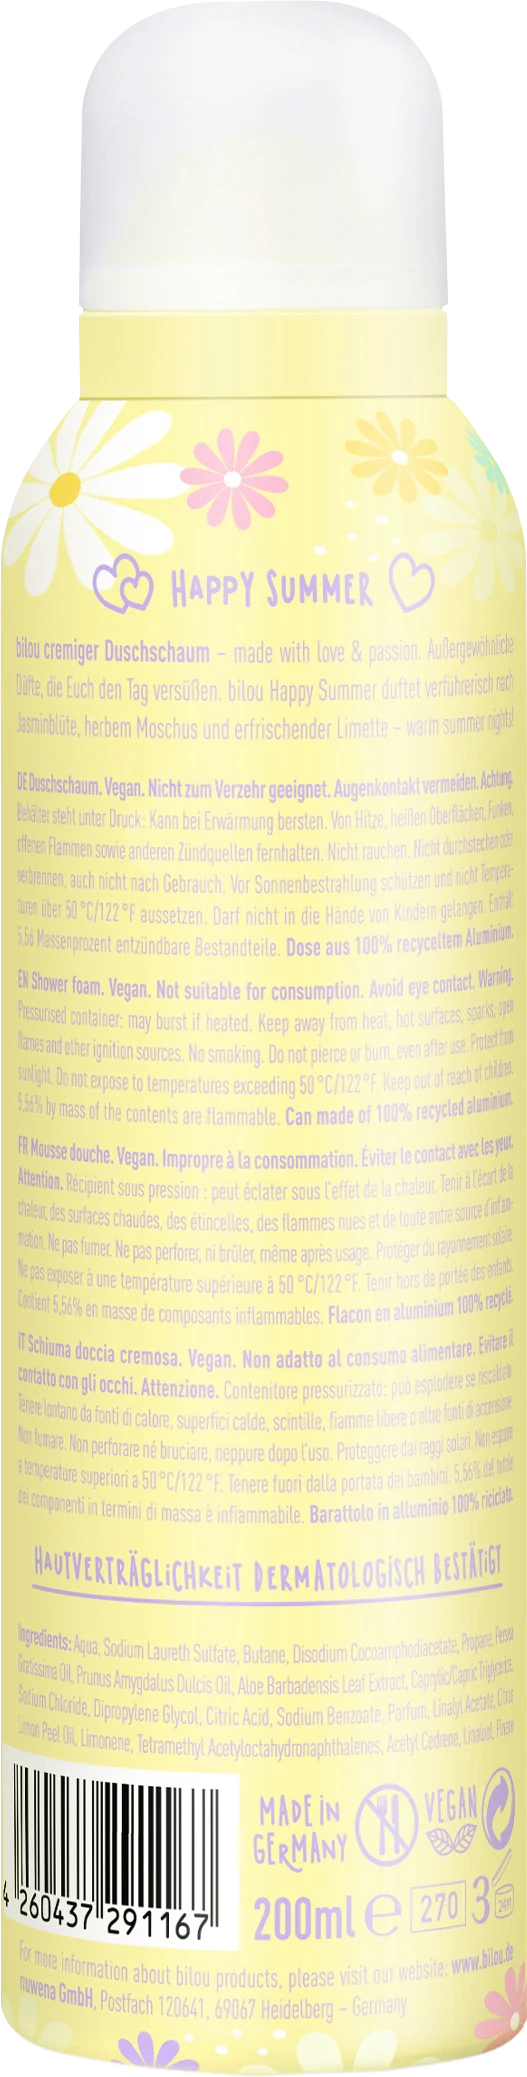 HAPPY SUMMER
bilou cremiger Duschschaum – made with love & passion. Außergewöhnliche
Düfte, die Euch den Tag versüßen. bilou Happy Summer duftet verführerisch nach
Jasminblüte, herbem Moschus und erfrischender Limette – warm summer nights!
DE Duschschaum. Vegan. Nicht zum Verzehr geeignet. Augenkontakt vermeiden. Achtung.
Behälter steht unter Druck: Kann bei Erwärmung bersten. Von Hitze, heißen Oberflächen, Funken,
offenen Flammen sowie anderen Zündquellen fernhalten. Nicht rauchen. Nicht durchstechen oder
verbrennen, auch nicht nach Gebrauch. Vor Sonnenbestrahlung schützen und nicht Tempera-
turen über 50 °C/122 °F aussetzen. Darf nicht in die Hände von Kindern gelangen. Enthält
5,56 Massenprozent entzündbare Bestandteile. Dose aus 100% recyceltem Aluminium.
EN Shower foam. Vegan. Not suitable for consumption. Avoid eye contact. Warning.
Pressurised container: may burst if heated. Keep away from heat, hot surfaces, sparks, open
flames and other ignition sources. No smoking. Do not pierce or burn, even after use. Protect from
sunlight. Do not expose to temperatures exceeding 50 °C/122 °F. Keep out of reach of children.
5,56% by mass of the contents are flammable. Can made of 100% recycled aluminium.
FR Mousse douche. Vegan. Impropre à la consommation. Éviter le contact avec les yeux.
Attention. Récipient sous pression : peut éclater sous l'effet de la chaleur. Tenir à l'écart de la
chaleur, des surfaces chaudes, des étincelles, des flammes nues et de toute autre source d'inflam-
mation. Ne pas fumer. Ne pas perforer, ni brûler, même après usage. Protéger du rayonnement solaire.
Ne pas exposer à une température supérieure à 50 °C/122 °F. Tenir hors de portée des enfants.
Contient 5,56% en masse de composants inflammables. Flacon en aluminium 100% recyclé.
IT Schiuma doccia cremosa. Vegan. Non adatto al consumo alimentare. Evitare il
contatto con gli occhi. Attenzione. Contenitore pressurizzato: può esplodere se riscaldato.
Tenere lontano da fonti di calore, superfici calde, scintille, fiamme libere o altre fonti di accensione.
Non fumare. Non perforare né bruciare, neppure dopo l'uso. Proteggere dai raggi solari. Non esporre
a temperature superiori a 50 °C/122 °F. Tenere fuori dalla portata dei bambini. 5,56% del totale
dei componenti in termini di massa è infiammabile. Barattolo in alluminio 100% riciclato.
HAUTVERTRÄGLICHKEIT DERMATOLOGISCH BESTÄTIGT
Ingredients: Aqua, Sodium Laureth Sulfate, Butane, Disodium Cocoamphodiacetate, Propane, Persea
Gratissima Oil, Prunus Amygdalus Dulcis Oil, Aloe Barbadensis Leaf Extract, Caprylic/Capric Triglyceride,
Sodium Chloride, Dipropylene Glycol, Citric Acid, Sodium Benzoate, Parfum, Linalyl Acetate, Citrus
Limon Peel Oil, Limonene, Tetramethyl Acetyloctahydronaphthalenes, Acetyl Cedrene, Linalool, Pinene
MADE IN
GERMANY
VEGAN
4 260437 291167
200ml e 270 3 24M
For more information about bilou products, please visit our website: www.bilou.de
nuwena GmbH, Postfach 120641, 69067 Heidelberg – Germany